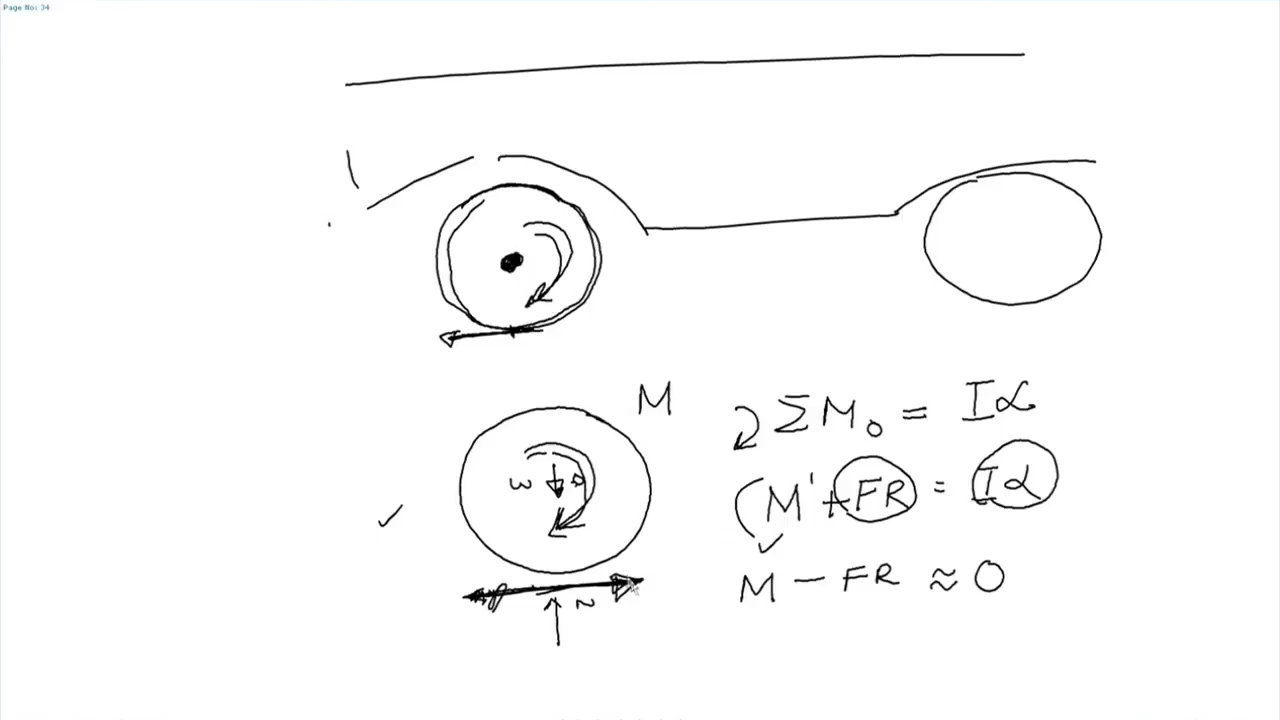 Page No: 34
M
ΣM₀ = Iα
(M' + FR = Iα
M − FR ≈ 0
ω
N